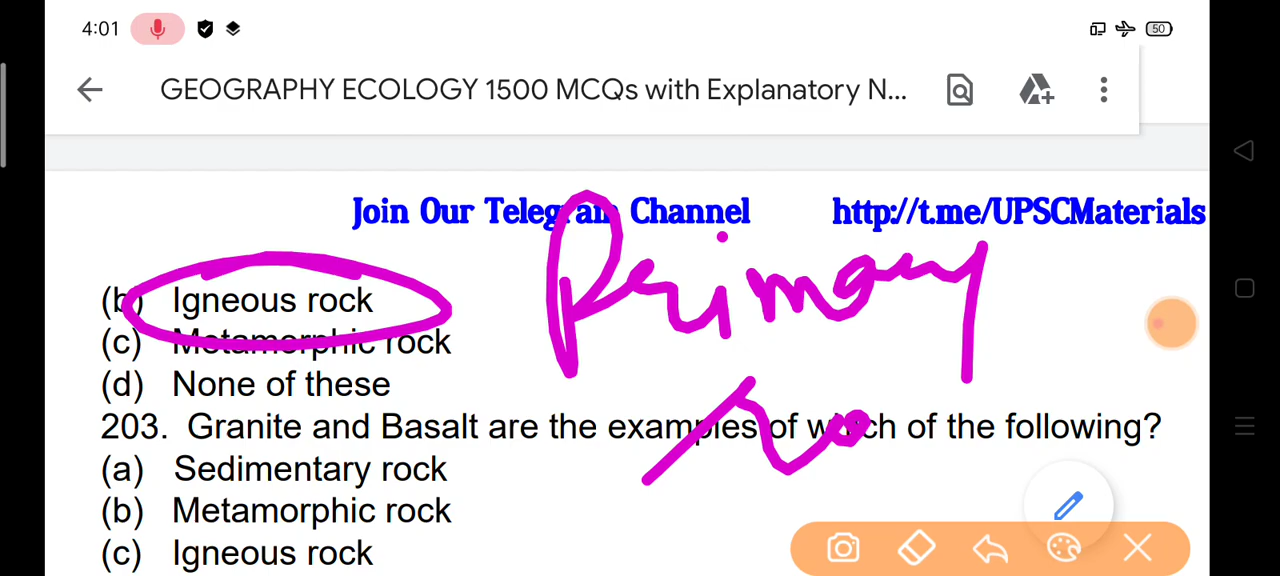 4:01 50
GEOGRAPHY ECOLOGY 1500 MCQs with Explanatory N...
Join Our Telegram Channel http://t.me/UPSCMaterials
Primary
(b) Igneous rock
(c) Metamorphic rock
(d) None of these
ro
203. Granite and Basalt are the examples of which of the following?
(a) Sedimentary rock
(b) Metamorphic rock
(c) Igneous rock